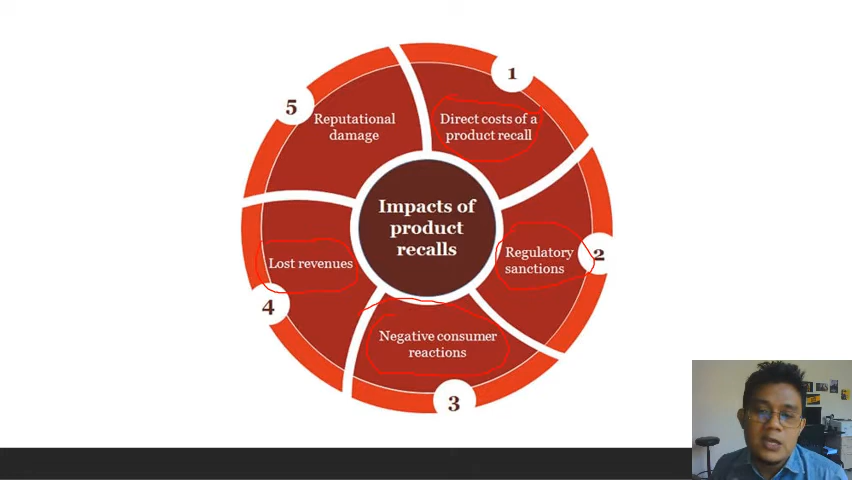 Impacts of
product
recalls
1
Direct costs of a
product recall
2
Regulatory
sanctions
3
Negative consumer
reactions
4
Lost revenues
5
Reputational
damage